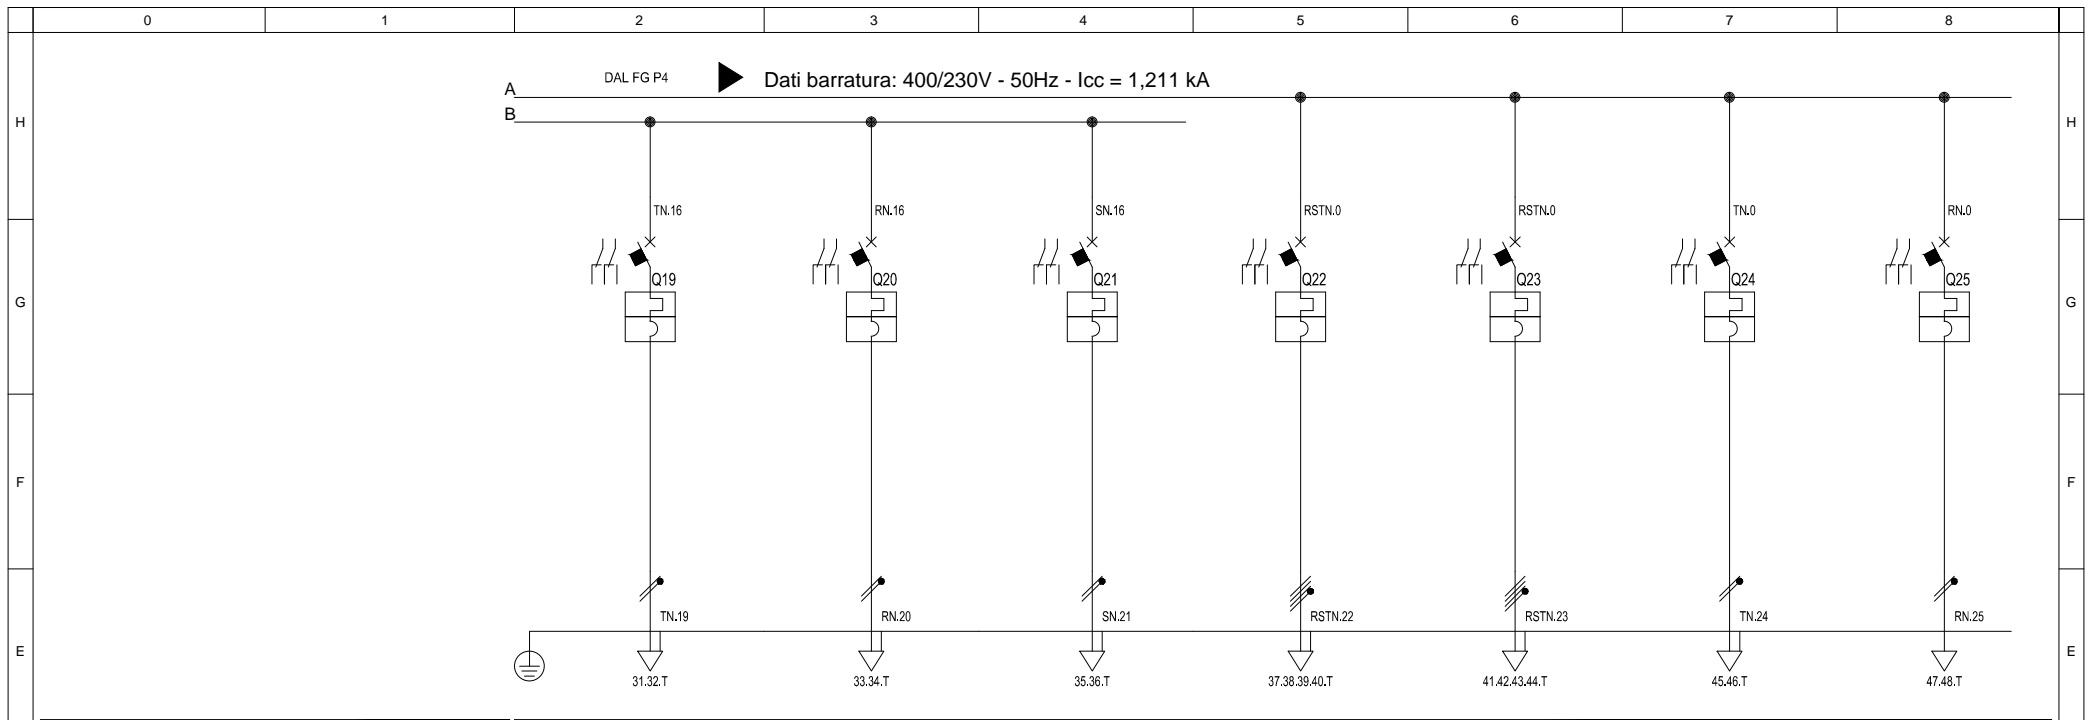 0 1 2 3 4 5 6 7 8
DAL FG P4 Dati barratura: 400/230V - 50Hz - Icc = 1,211 kA
A
B
H H
TN.16 RN.16 SN.16 RSTN.0 RSTN.0 TN.0 RN.0
Q19 Q20 Q21 Q22 Q23 Q24 Q25
G G
F F
TN.19 RN.20 SN.21 RSTN.22 RSTN.23 TN.24 RN.25
E E
31.32.T 33.34.T 35.36.T 37.38.39.40.T 41.42.43.44.T 45.46.T 47.48.T